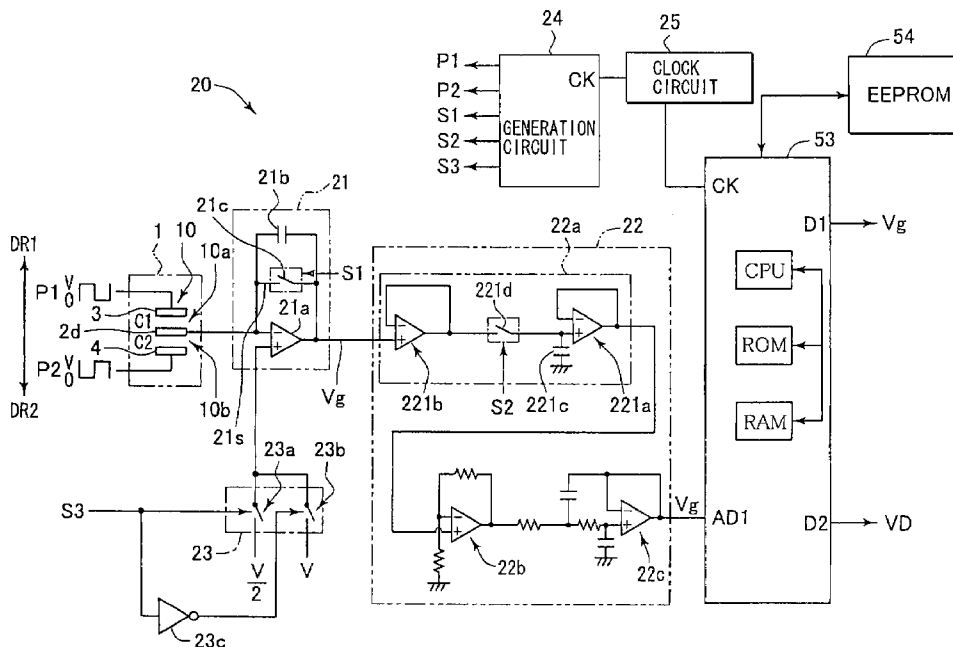 24
25
54
P1
P2
S1
S2
S3
CK
GENERATION
CIRCUIT
CLOCK
CIRCUIT
EEPROM
20
53
CK
D1
Vg
CPU
ROM
RAM
AD1
D2
VD
21b
21
21c
S1
21a
21s
Vg
1
10
10a
10b
DR1
DR2
P1
V
0
3
C1
2d
C2
4
P2
V
0
22a
22
221d
221b
S2
221c
221a
22b
22c
Vg
23a
23b
S3
23
V
2
V
23c